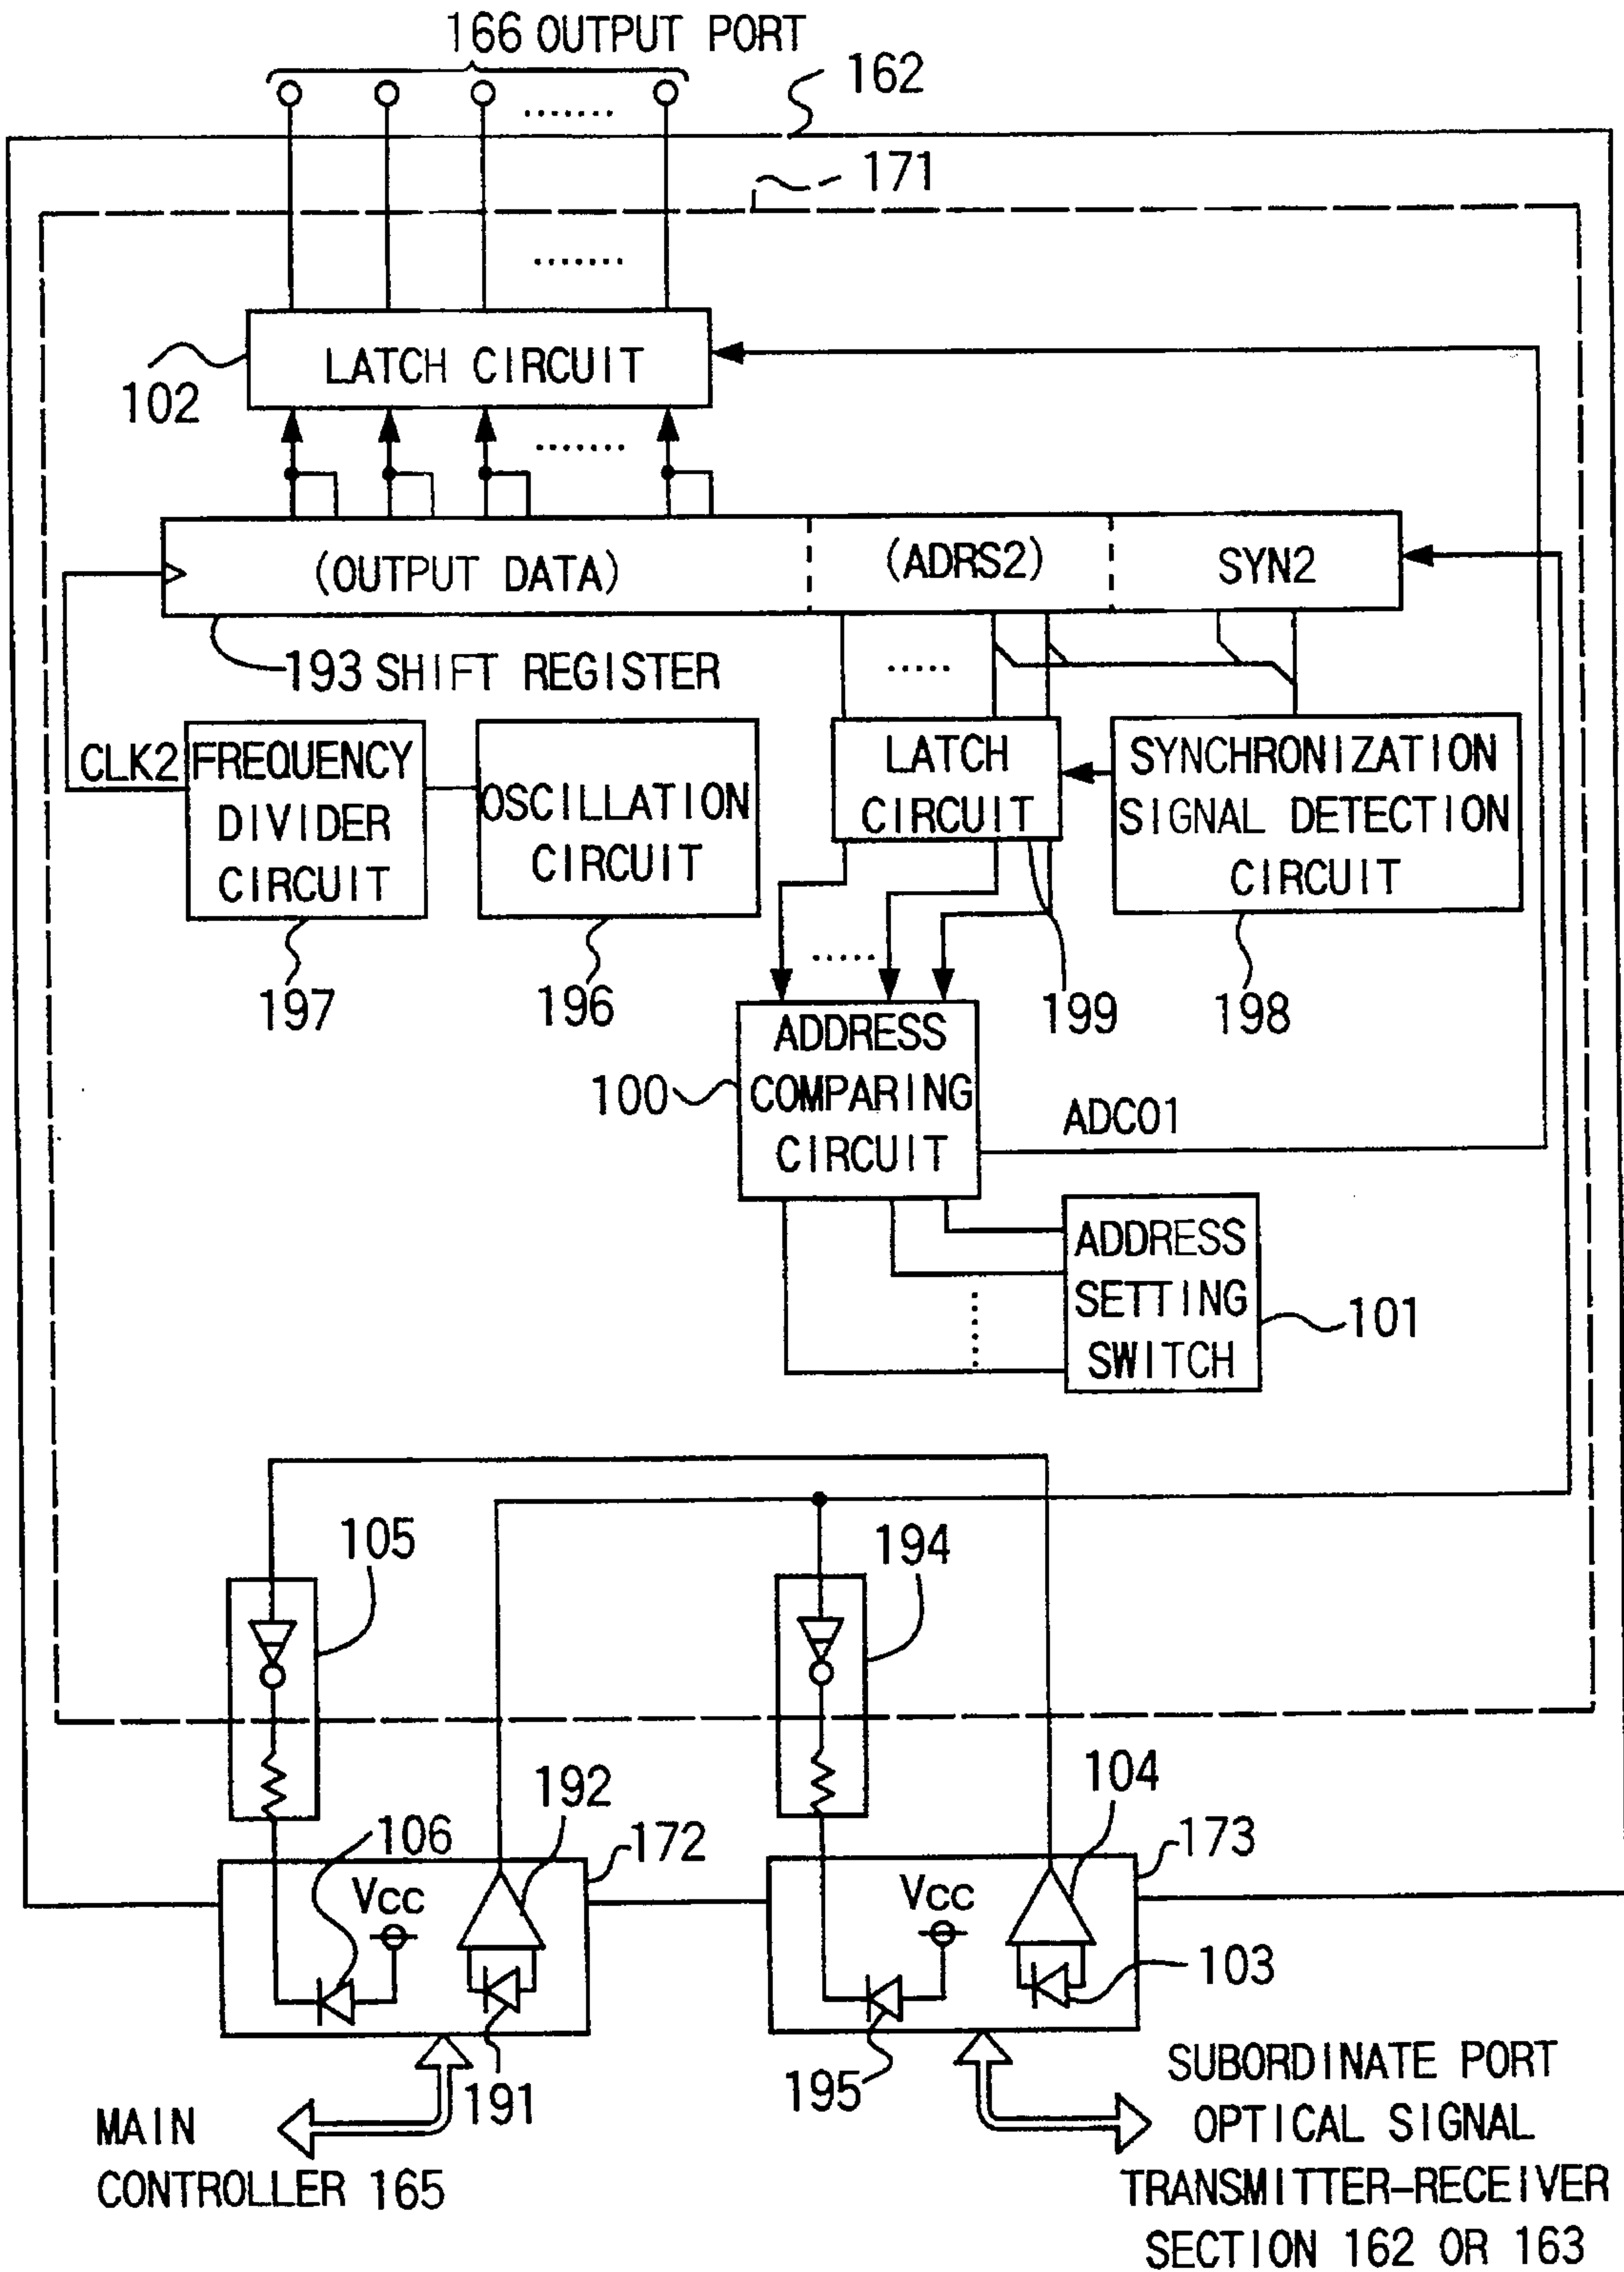 166 OUTPUT PORT
162
171
.......
.......
LATCH CIRCUIT
102
.......
(OUTPUT DATA)
(ADRS2)
SYN2
193 SHIFT REGISTER
.....
CLK2
FREQUENCY
DIVIDER
CIRCUIT
OSCILLATION
CIRCUIT
LATCH
CIRCUIT
SYNCHRONIZATION
SIGNAL DETECTION
CIRCUIT
197
196
.....
199
198
100
ADDRESS
COMPARING
CIRCUIT
ADCO1
ADDRESS
SETTING
SWITCH
101
105
194
192
104
106
172
173
Vcc
Vcc
103
191
195
MAIN
CONTROLLER 165
SUBORDINATE PORT
OPTICAL SIGNAL
TRANSMITTER-RECEIVER
SECTION 162 OR 163